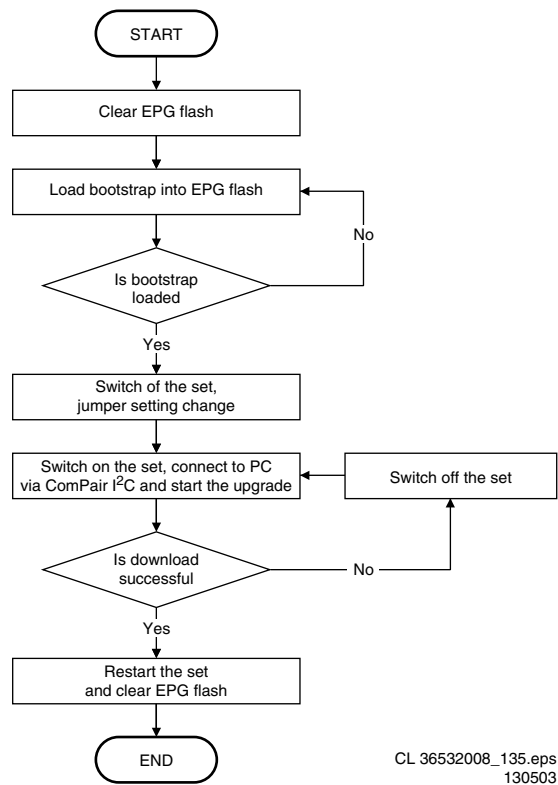 START
Clear EPG flash
Load bootstrap into EPG flash
No
Is bootstrap
loaded
Yes
Switch of the set,
jumper setting change
Switch on the set, connect to PC
via ComPair I²C and start the upgrade
Switch off the set
Is download
successful
No
Yes
Restart the set
and clear EPG flash
END
CL 36532008_135.eps
130503